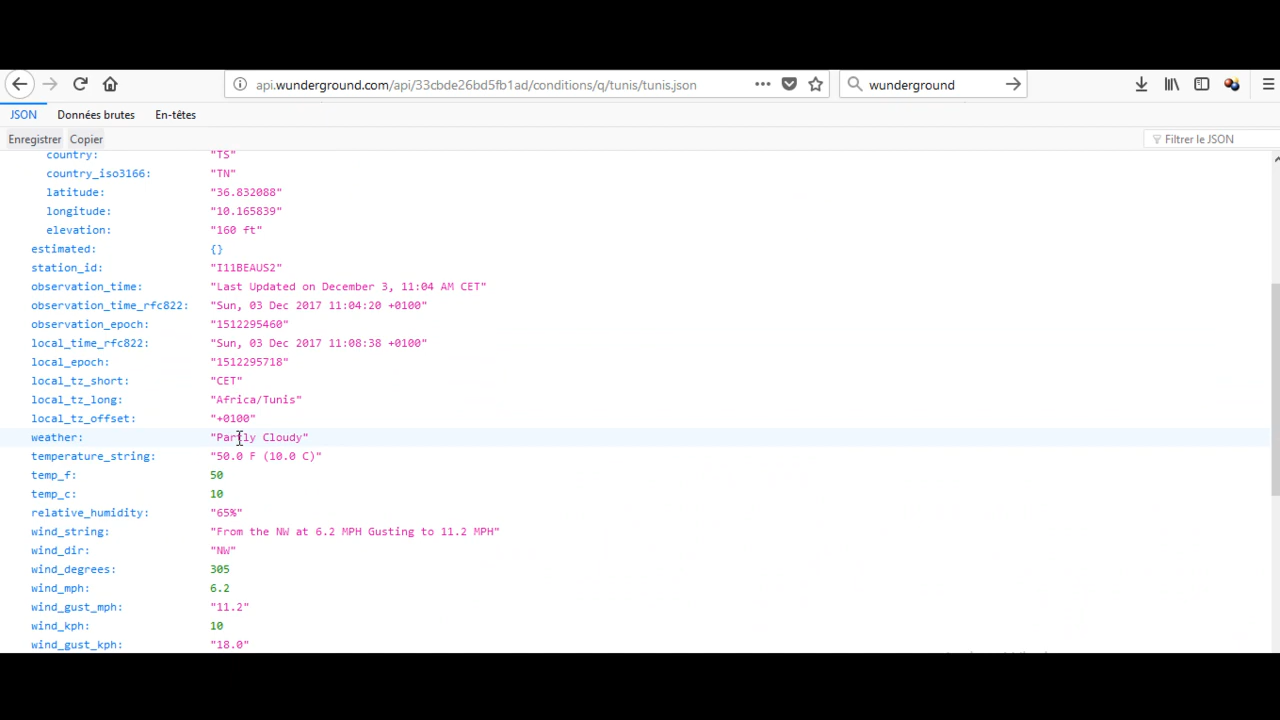 api.wunderground.com/api/33cbde26bd5fb1ad/conditions/q/tunis/tunis.json
wunderground
JSON Données brutes En-têtes
Enregistrer Copier
Filtrer le JSON
country: "TS"
country_iso3166: "TN"
latitude: "36.832088"
longitude: "10.165839"
elevation: "160 ft"
estimated: {}
station_id: "I11BEAUS2"
observation_time: "Last Updated on December 3, 11:04 AM CET"
observation_time_rfc822: "Sun, 03 Dec 2017 11:04:20 +0100"
observation_epoch: "1512295460"
local_time_rfc822: "Sun, 03 Dec 2017 11:08:38 +0100"
local_epoch: "1512295718"
local_tz_short: "CET"
local_tz_long: "Africa/Tunis"
local_tz_offset: "+0100"
weather: "Partly Cloudy"
temperature_string: "50.0 F (10.0 C)"
temp_f: 50
temp_c: 10
relative_humidity: "65%"
wind_string: "From the NW at 6.2 MPH Gusting to 11.2 MPH"
wind_dir: "NW"
wind_degrees: 305
wind_mph: 6.2
wind_gust_mph: "11.2"
wind_kph: 10
wind_gust_kph: "18.0"